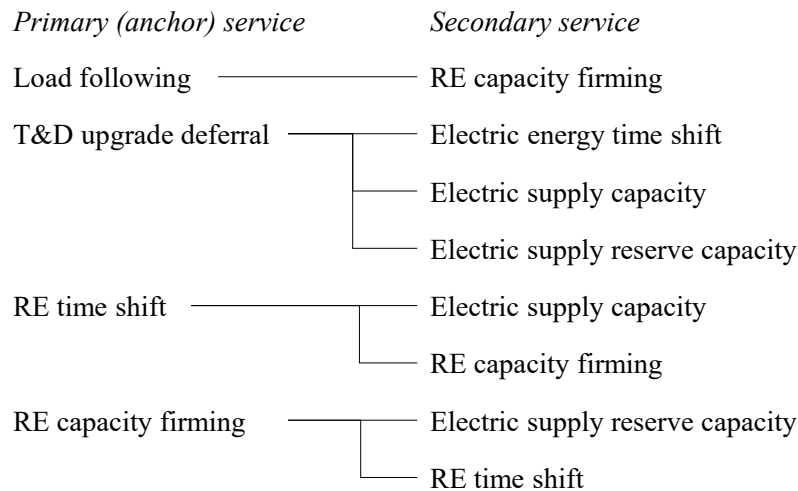 Primary (anchor) service Secondary service
Load following RE capacity firming
T&D upgrade deferral Electric energy time shift
Electric supply capacity
Electric supply reserve capacity
RE time shift Electric supply capacity
RE capacity firming
RE capacity firming Electric supply reserve capacity
RE time shift